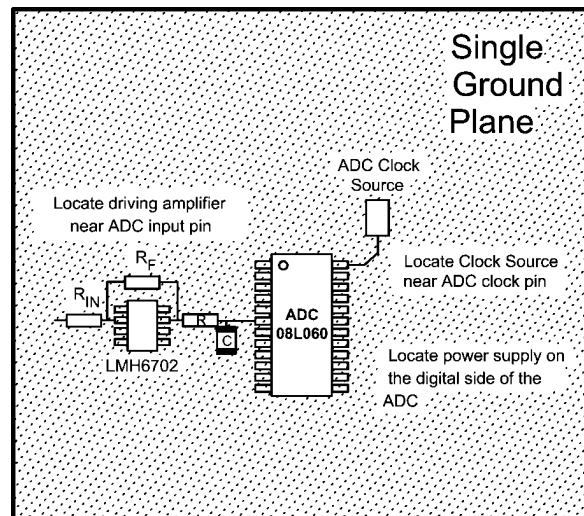 Single
Ground
Plane
ADC Clock
Source
Locate driving amplifier
near ADC input pin
RF
RIN
R
C
LMH6702
ADC
08L060
Locate Clock Source
near ADC clock pin
Locate power supply on
the digital side of the
ADC